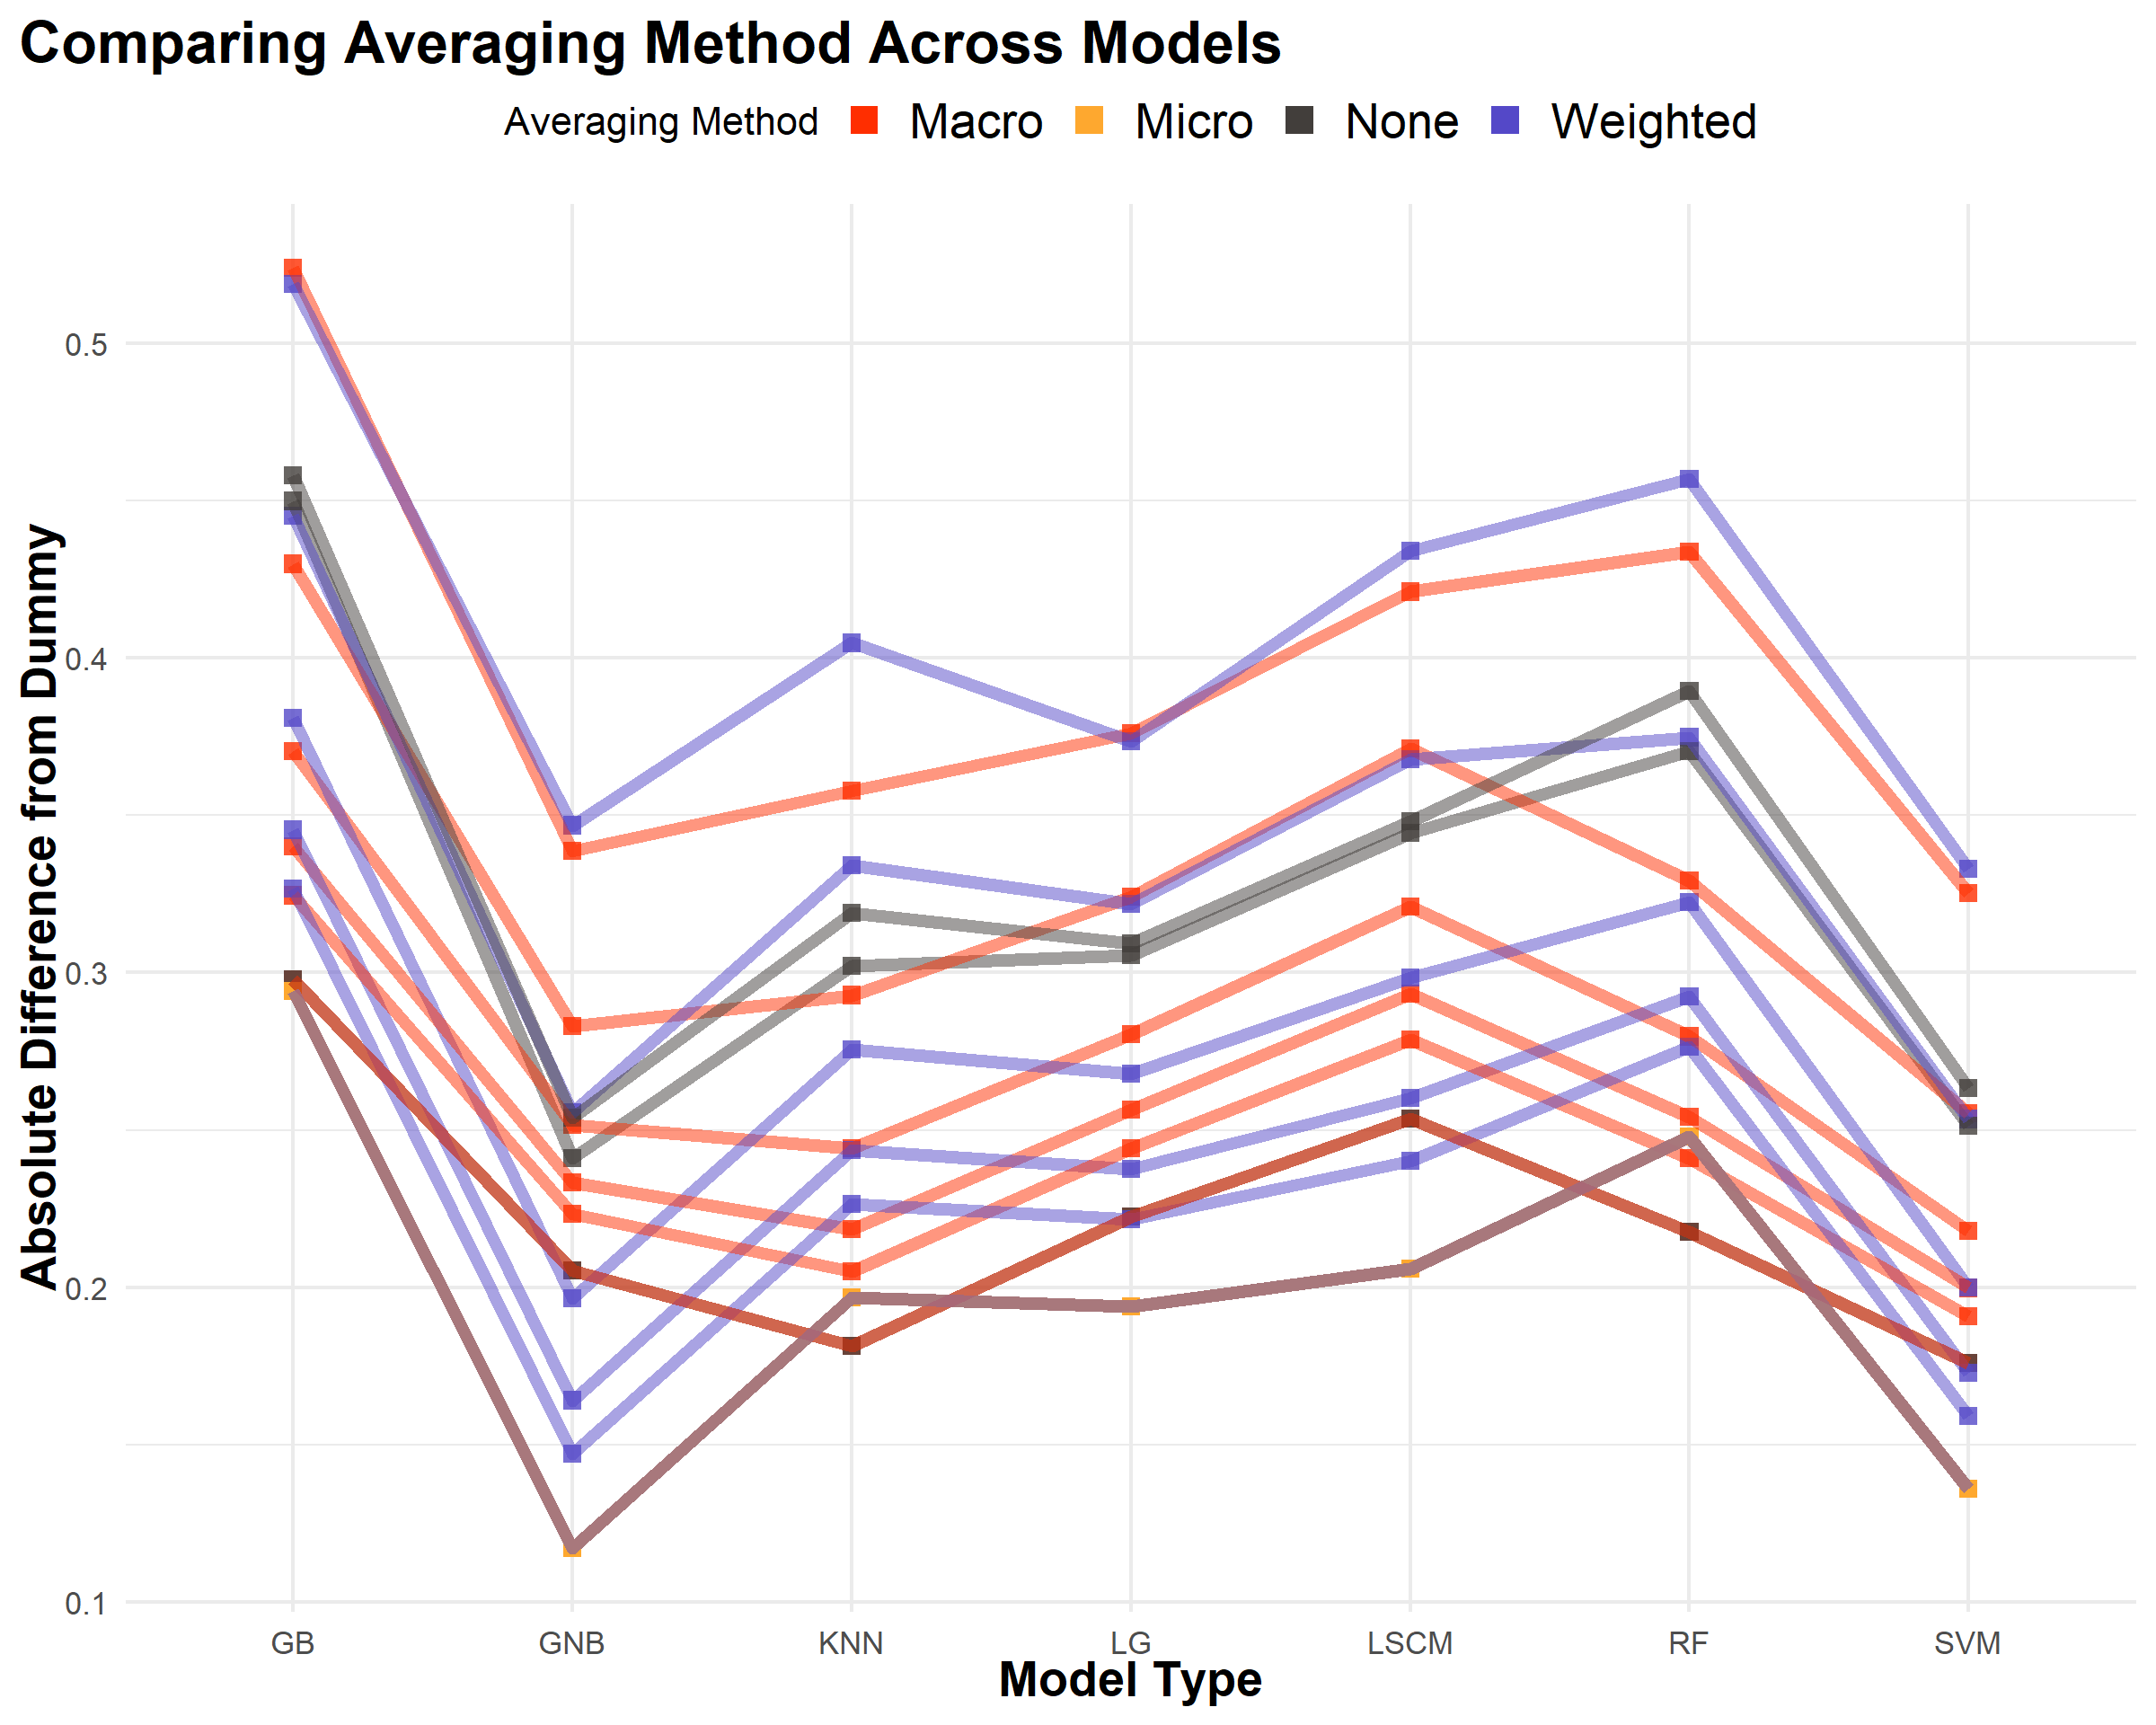 Comparing Averaging Method Across Models
Averaging Method Macro Micro None Weighted
Absolute Difference from Dummy
0.5
0.4
0.3
0.2
0.1
GB GNB KNN LG LSCM RF SVM
Model Type